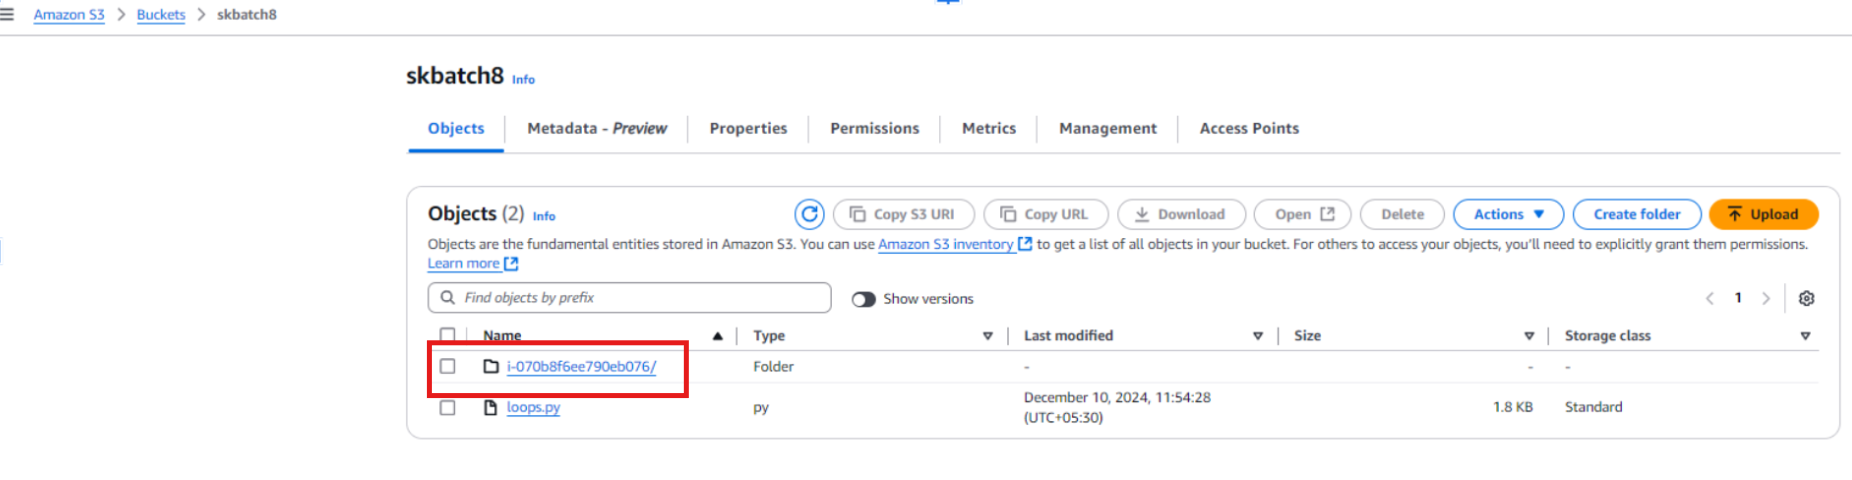 Amazon S3 > Buckets > skbatch8
skbatch8 Info
Objects Metadata - Preview Properties Permissions Metrics Management Access Points
Objects (2) Info Copy S3 URI Copy URL Download Open Delete Actions Create folder Upload
Objects are the fundamental entities stored in Amazon S3. You can use Amazon S3 inventory to get a list of all objects in your bucket. For others to access your objects, you'll need to explicitly grant them permissions.
Learn more
Find objects by prefix Show versions < 1 >
Name Type Last modified Size Storage class
i-070b8f6ee790eb076/ Folder - - -
loops.py py December 10, 2024, 11:54:28 1.8 KB Standard
(UTC+05:30)